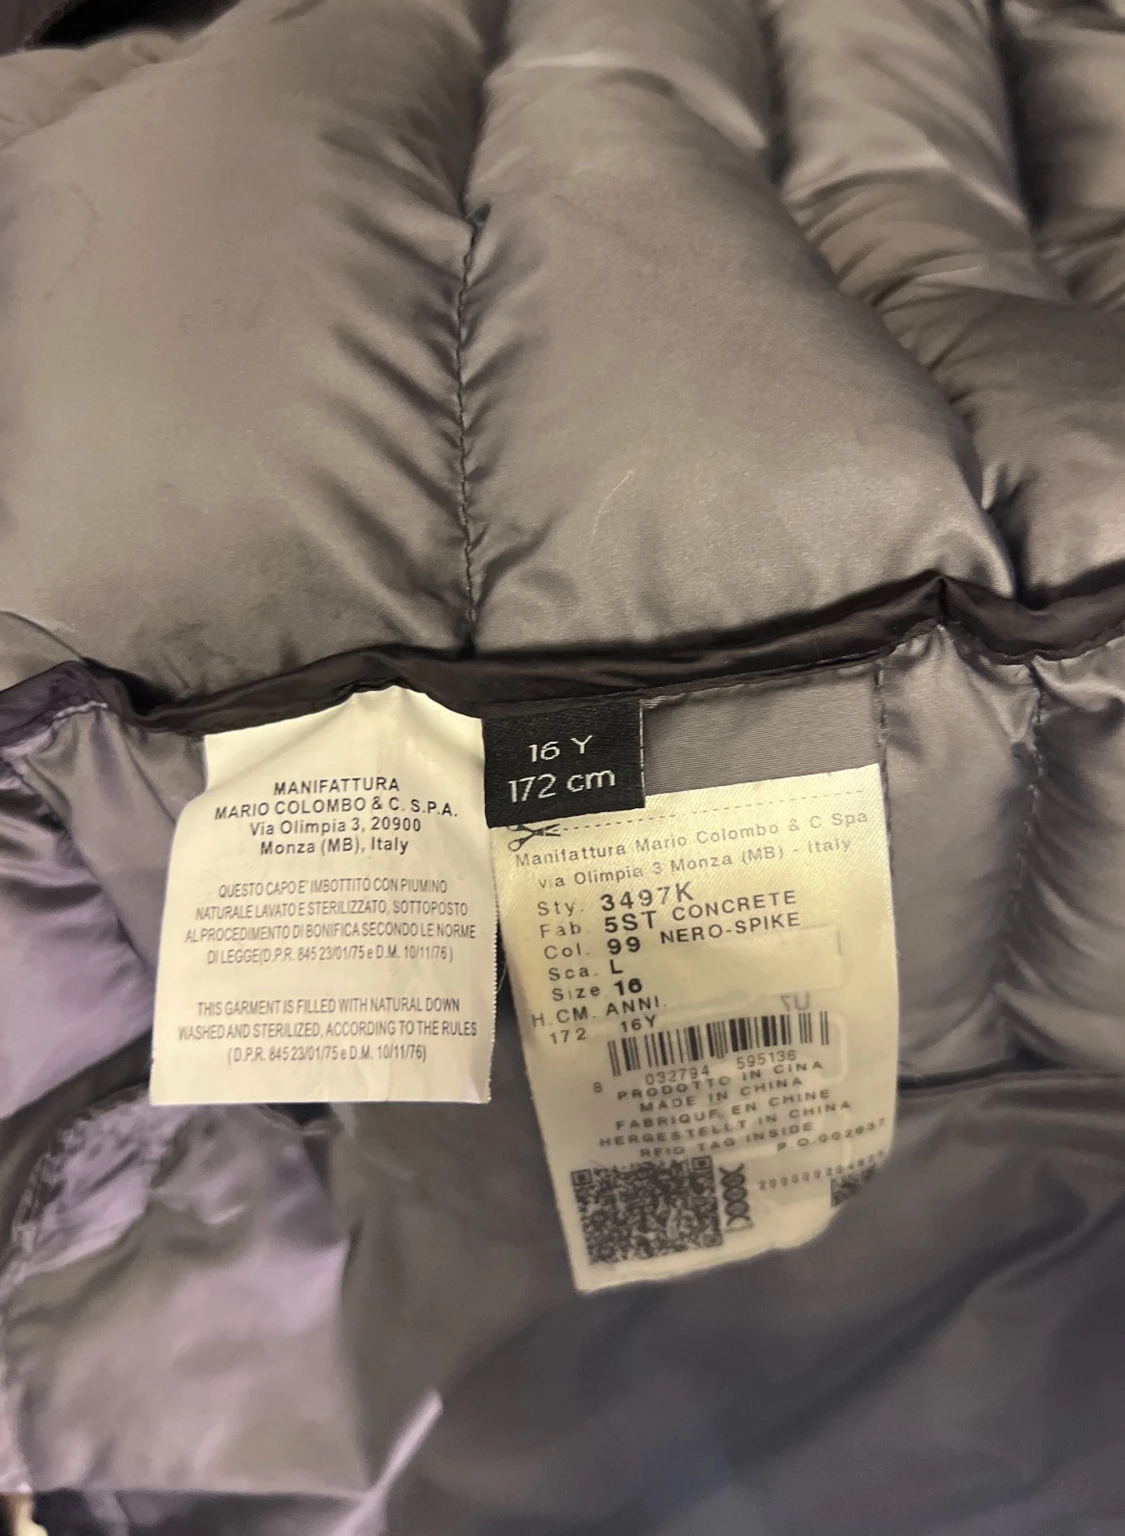 MANIFATTURA
MARIO COLOMBO & C. S.P.A.
Via Olimpia 3, 20900
Monza (MB), Italy
QUESTO CAPO E' IMBOTTITO CON PIUMINO
NATURALE LAVATO E STERILIZZATO, SOTTOPOSTO
AL PROCEDIMENTO DI BONIFICA SECONDO LE NORME
DI LEGGE(D.P.R. 845 23/01/75 e D.M. 10/11/76)
THIS GARMENT IS FILLED WITH NATURAL DOWN
WASHED AND STERILIZED, ACCORDING TO THE RULES
(D.P.R. 845 23/01/75 e D.M. 10/11/76)
16 Y
172 cm
Manifattura Mario Colombo & C Spa
via Olimpia 3 Monza (MB) - Italy
Sty. 3497K
Fab. 5ST CONCRETE
Col. 99 NERO-SPIKE
Sca. L
Size 16
H.CM. ANNI.
172 16Y
8 032794 595136
PRODOTTO IN CINA
MADE IN CHINA
FABRIQUE EN CHINE
HERGESTELLT IN CHINA
RFID TAG INSIDE